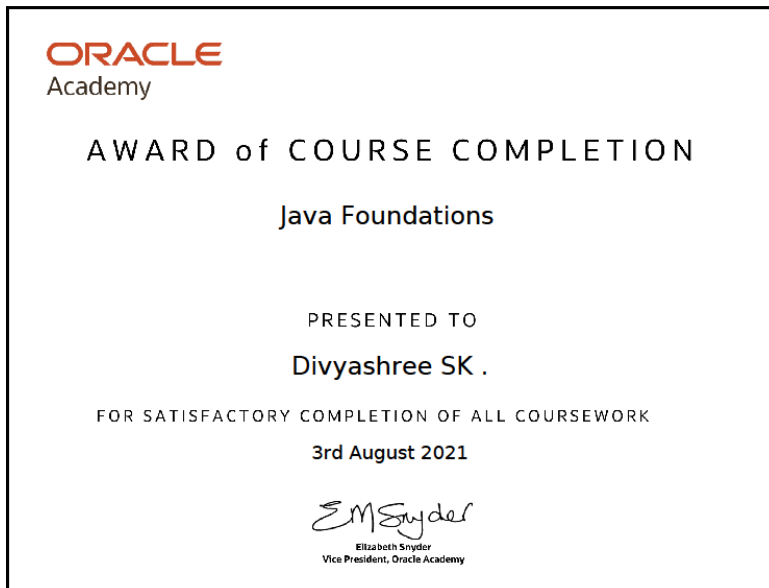 ORACLE
Academy
AWARD of COURSE COMPLETION
Java Foundations
PRESENTED TO
Divyashree SK .
FOR SATISFACTORY COMPLETION OF ALL COURSEWORK
3rd August 2021
EMSnyder
Elizabeth Snyder
Vice President, Oracle Academy